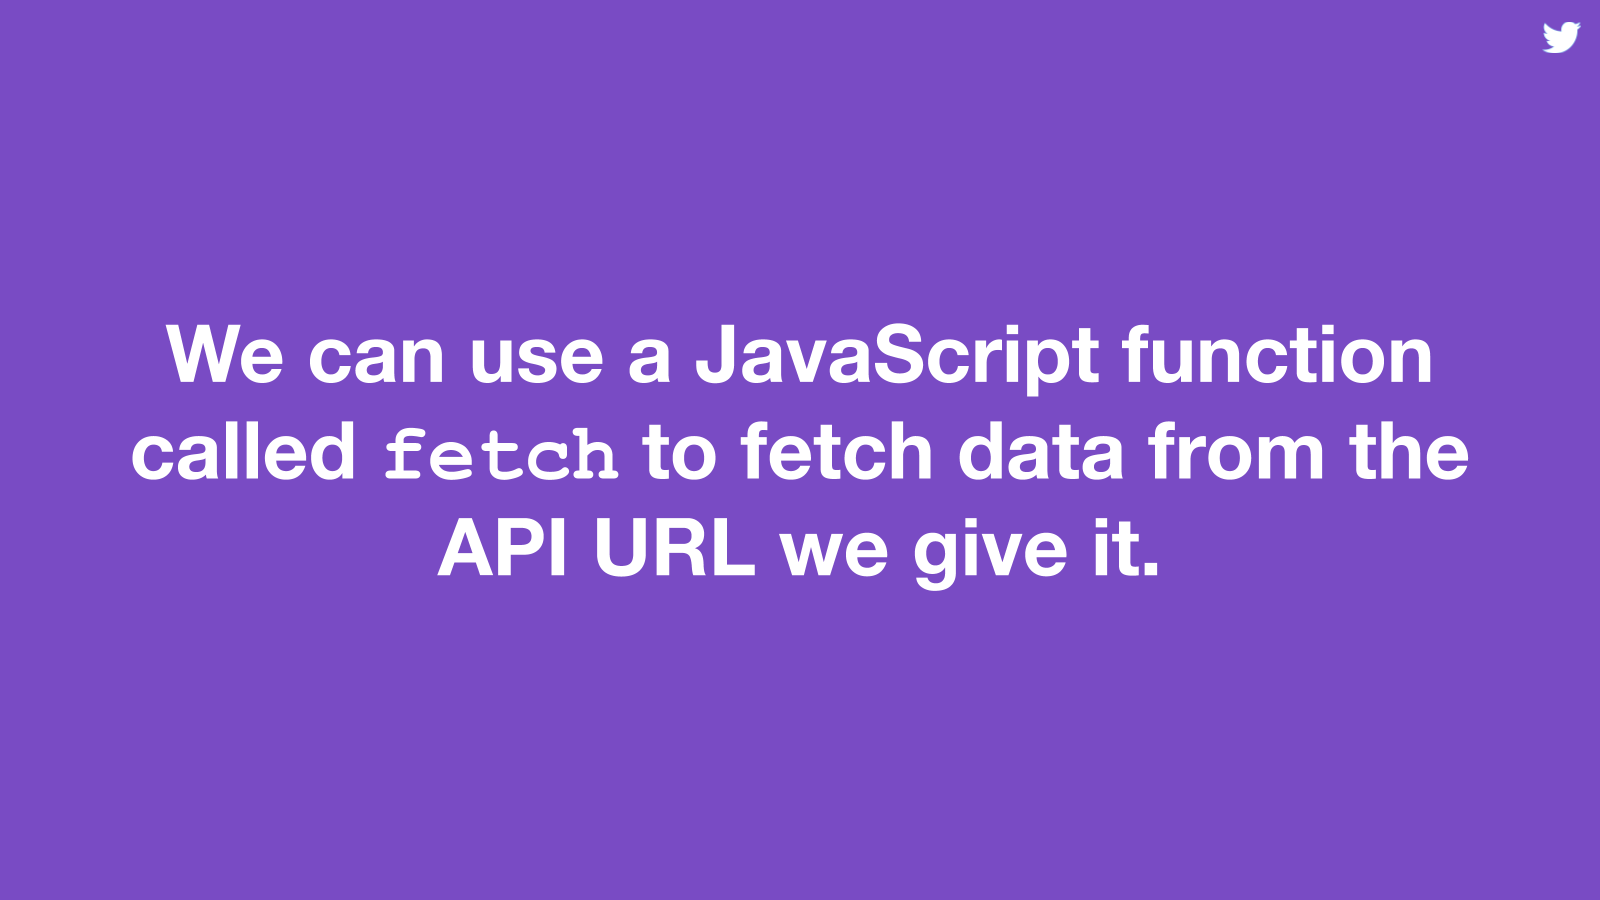 We can use a JavaScript function
called fetch to fetch data from the
API URL we give it.